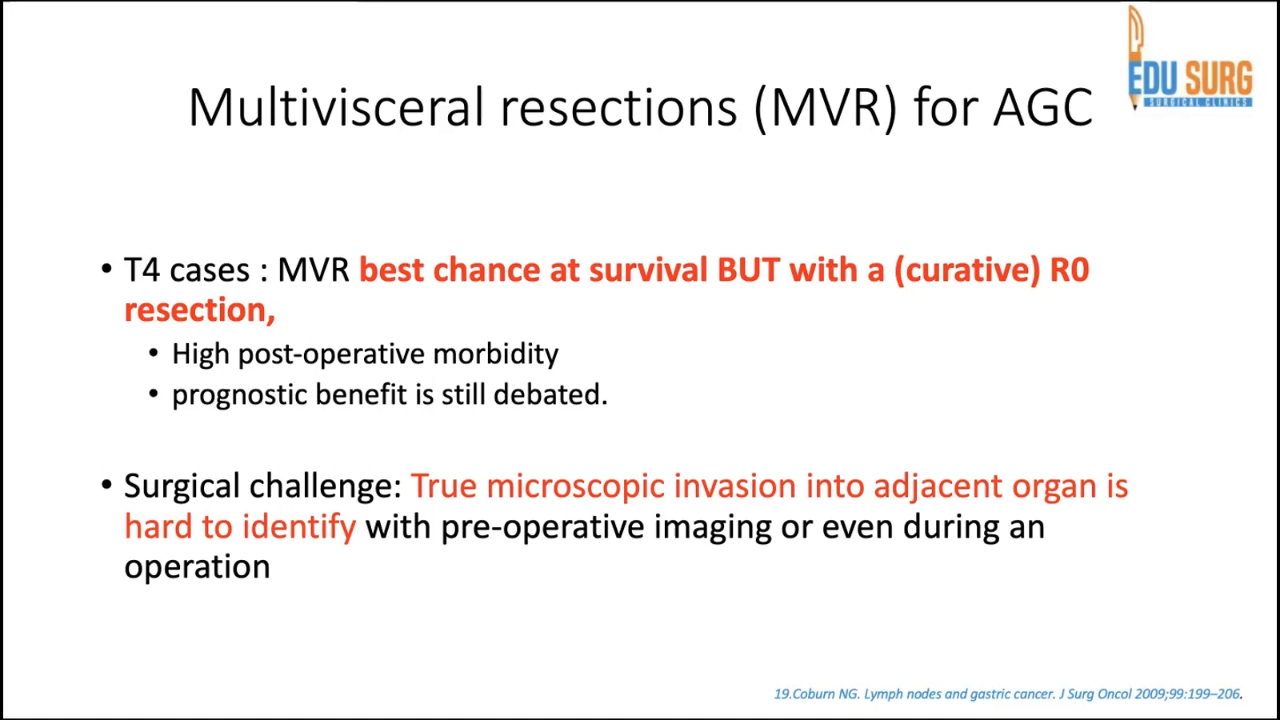 EDU SURG
SURGICAL CLINICS
Multivisceral resections (MVR) for AGC
• T4 cases : MVR best chance at survival BUT with a (curative) R0
resection,
• High post-operative morbidity
• prognostic benefit is still debated.
• Surgical challenge: True microscopic invasion into adjacent organ is
hard to identify with pre-operative imaging or even during an
operation
19.Coburn NG. Lymph nodes and gastric cancer. J Surg Oncol 2009;99:199–206.